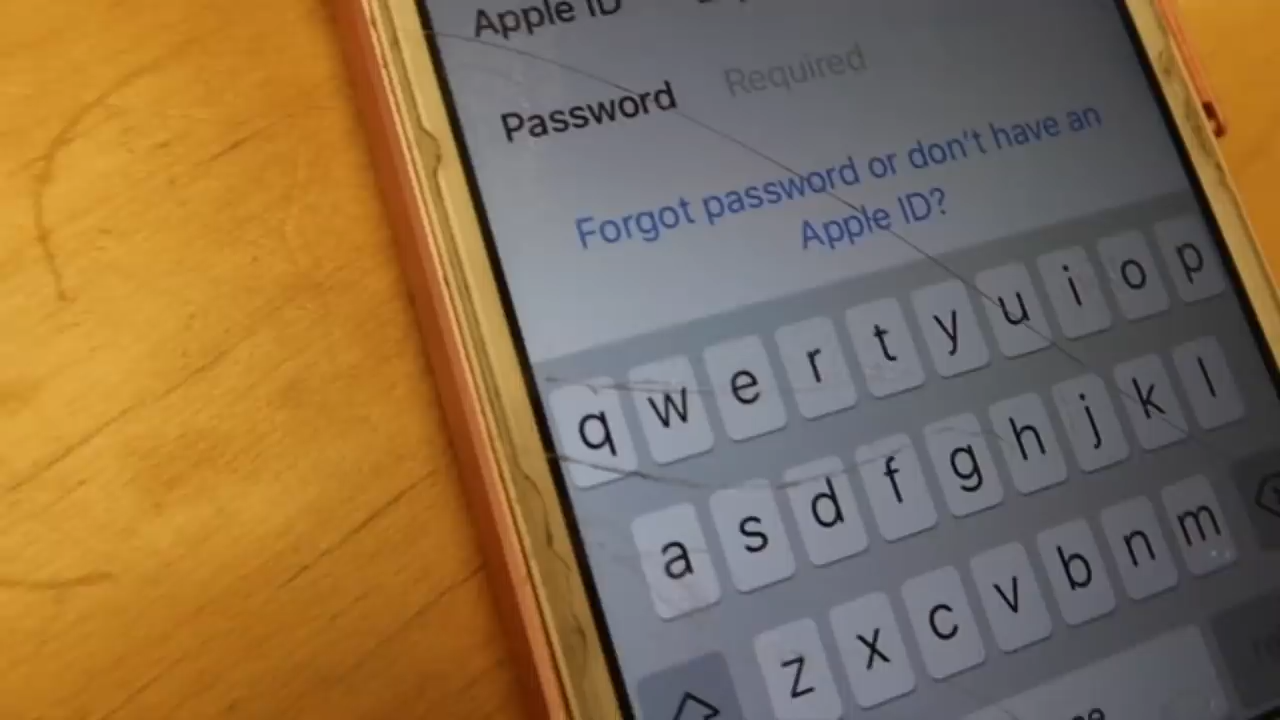 Apple ID
Password Required
Forgot password or don't have an
Apple ID?
q w e r t y u i o p
a s d f g h j k l
z x c v b n m